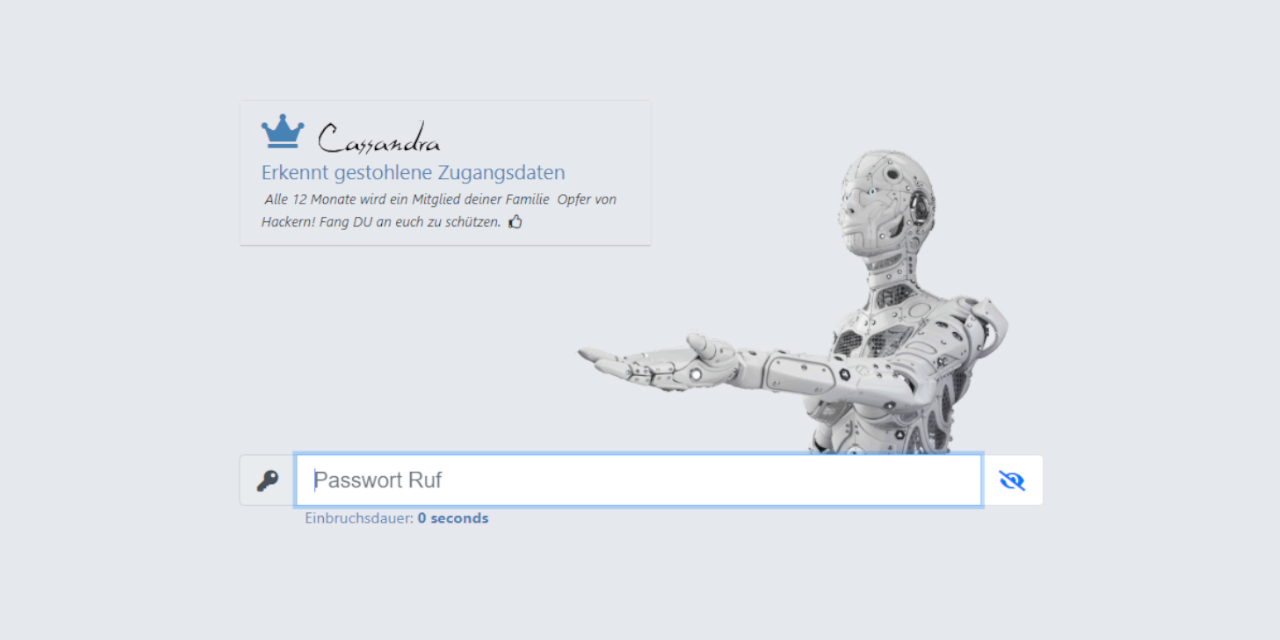 Cassandra
Erkennt gestohlene Zugangsdaten
Alle 12 Monate wird ein Mitglied deiner Familie Opfer von
Hackern! Fang DU an euch zu schützen.
Passwort Ruf
Einbruchsdauer: 0 seconds